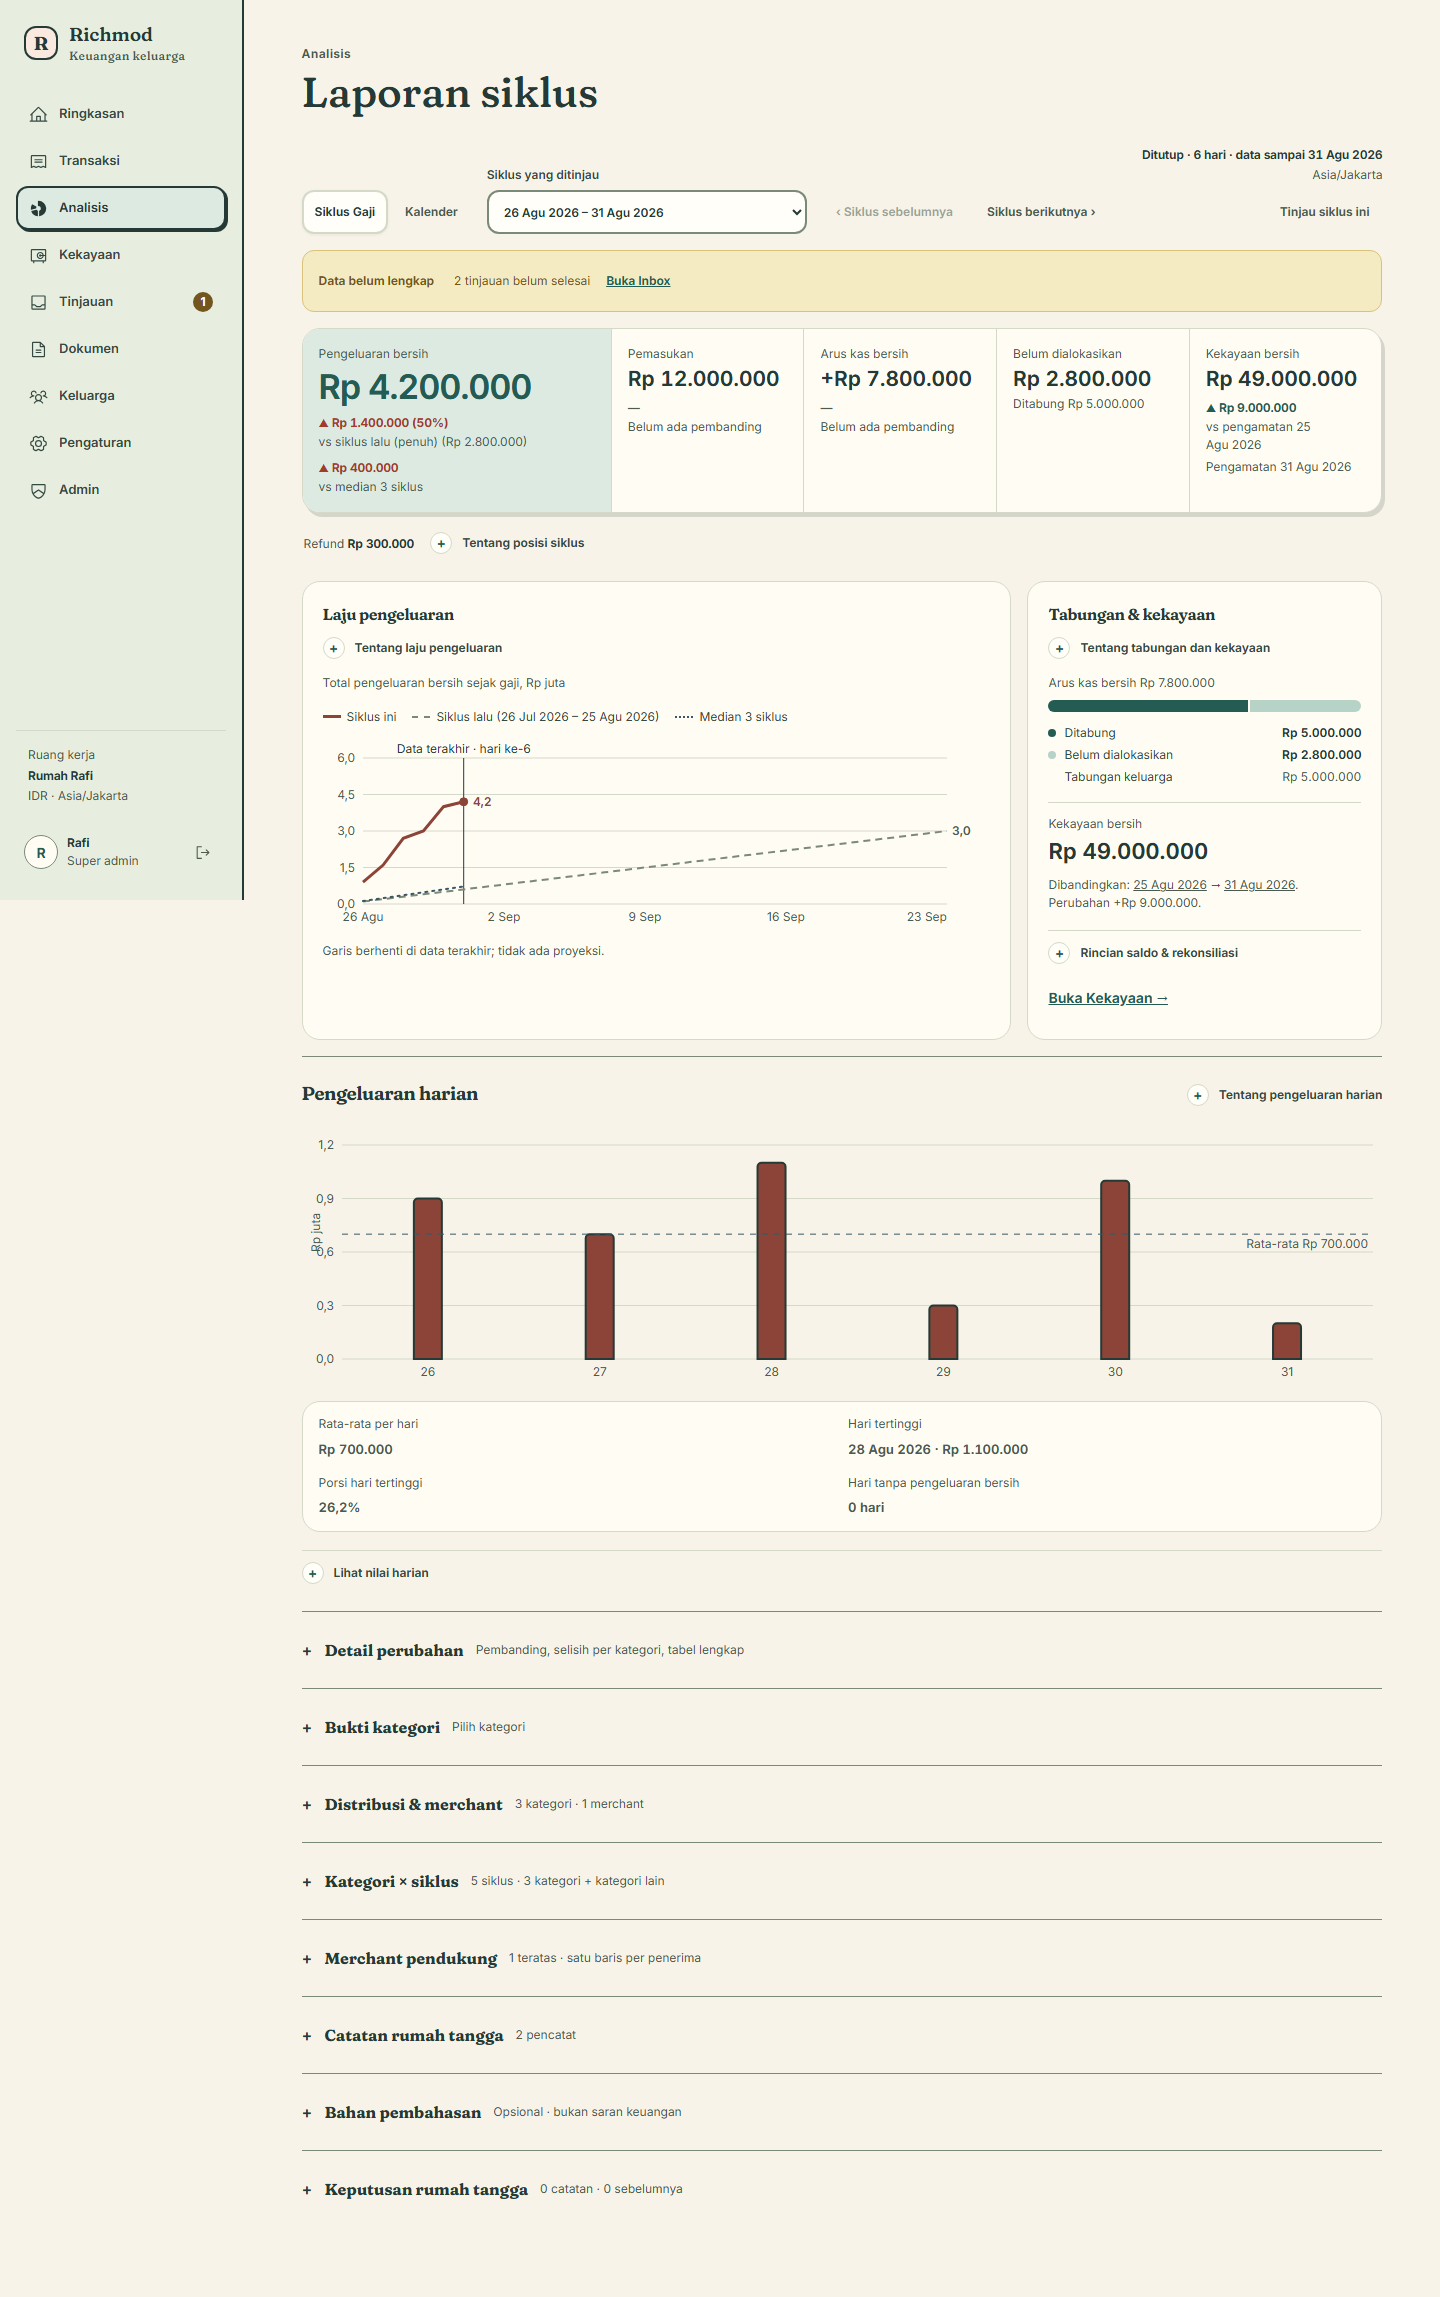 R
Richmod
Keuangan keluarga
Ringkasan
Transaksi
Analisis
Kekayaan
Tinjauan
1
Dokumen
Keluarga
Pengaturan
Admin
Ruang kerja
Rumah Rafi
IDR · Asia/Jakarta
R
Rafi
Super admin
Analisis
Laporan siklus
Ditutup · 6 hari · data sampai 31 Agu 2026
Asia/Jakarta
Siklus yang ditinjau
Siklus Gaji
Kalender
26 Agu 2026 – 31 Agu 2026
‹ Siklus sebelumnya
Siklus berikutnya ›
Tinjau siklus ini
Data belum lengkap
2 tinjauan belum selesai
Buka Inbox
Pengeluaran bersih
Rp 4.200.000
▲ Rp 1.400.000 (50%)
vs siklus lalu (penuh) (Rp 2.800.000)
▲ Rp 400.000
vs median 3 siklus
Pemasukan
Rp 12.000.000
—
Belum ada pembanding
Arus kas bersih
+Rp 7.800.000
—
Belum ada pembanding
Belum dialokasikan
Rp 2.800.000
Ditabung Rp 5.000.000
Kekayaan bersih
Rp 49.000.000
▲ Rp 9.000.000
vs pengamatan 25
Agu 2026
Pengamatan 31 Agu 2026
Refund Rp 300.000
+ Tentang posisi siklus
Laju pengeluaran
+ Tentang laju pengeluaran
Total pengeluaran bersih sejak gaji, Rp juta
Siklus ini
Siklus lalu (26 Jul 2026 – 25 Agu 2026)
Median 3 siklus
Data terakhir · hari ke-6
6,0
4,5
4,2
3,0
3,0
1,5
0,0
26 Agu
2 Sep
9 Sep
16 Sep
23 Sep
Garis berhenti di data terakhir; tidak ada proyeksi.
Tabungan & kekayaan
+ Tentang tabungan dan kekayaan
Arus kas bersih Rp 7.800.000
Ditabung Rp 5.000.000
Belum dialokasikan Rp 2.800.000
Tabungan keluarga Rp 5.000.000
Kekayaan bersih
Rp 49.000.000
Dibandingkan: 25 Agu 2026 → 31 Agu 2026.
Perubahan +Rp 9.000.000.
+ Rincian saldo & rekonsiliasi
Buka Kekayaan →
Pengeluaran harian
+ Tentang pengeluaran harian
Rp juta
1,2
0,9
0,6
0,3
0,0
Rata-rata Rp 700.000
26
27
28
29
30
31
Rata-rata per hari
Rp 700.000
Hari tertinggi
28 Agu 2026 · Rp 1.100.000
Porsi hari tertinggi
26,2%
Hari tanpa pengeluaran bersih
0 hari
+ Lihat nilai harian
+ Detail perubahan Pembanding, selisih per kategori, tabel lengkap
+ Bukti kategori Pilih kategori
+ Distribusi & merchant 3 kategori · 1 merchant
+ Kategori × siklus 5 siklus · 3 kategori + kategori lain
+ Merchant pendukung 1 teratas · satu baris per penerima
+ Catatan rumah tangga 2 pencatat
+ Bahan pembahasan Opsional · bukan saran keuangan
+ Keputusan rumah tangga 0 catatan · 0 sebelumnya